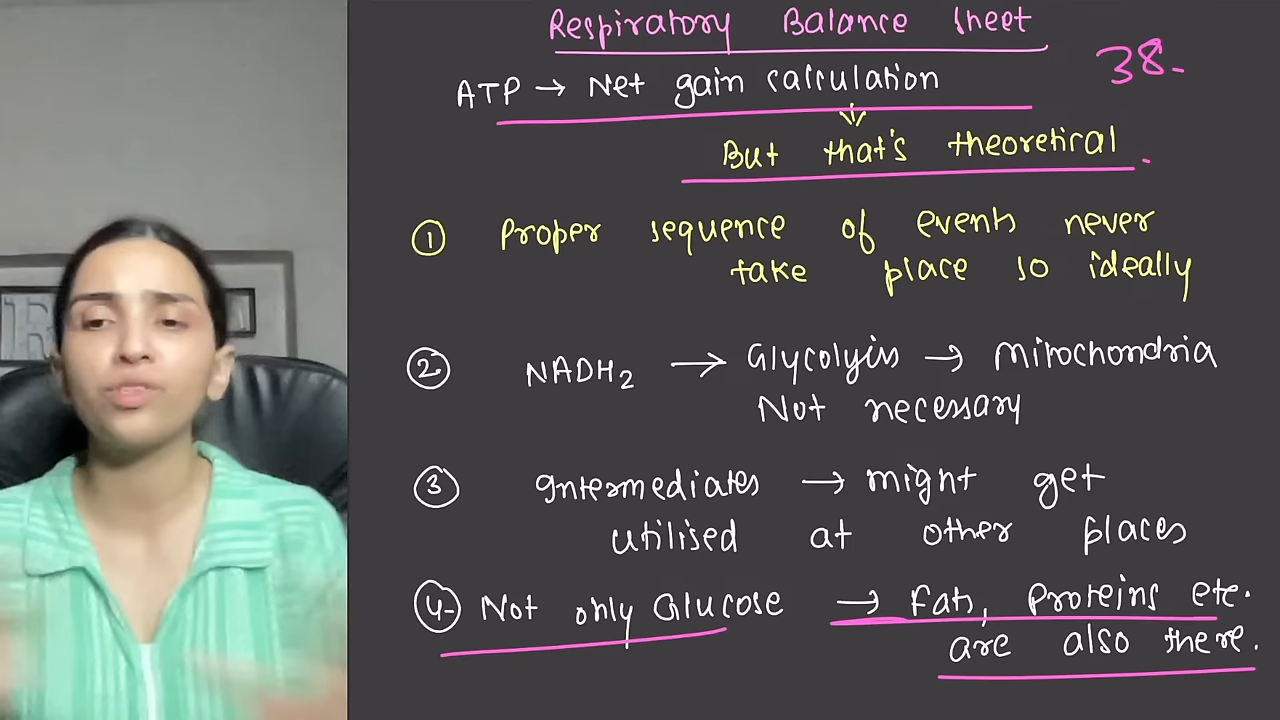 Respiratory Balance Sheet
38-
ATP → Net gain calculation
But that's theoretical.
① Proper sequence of events never
take place so ideally
② NADH2 → Glycolysis → Mitochondria
Not necessary
③ Intermediates → might get
utilised at other places
④ Not only Glucose → Fats, Proteins etc.
are also there.